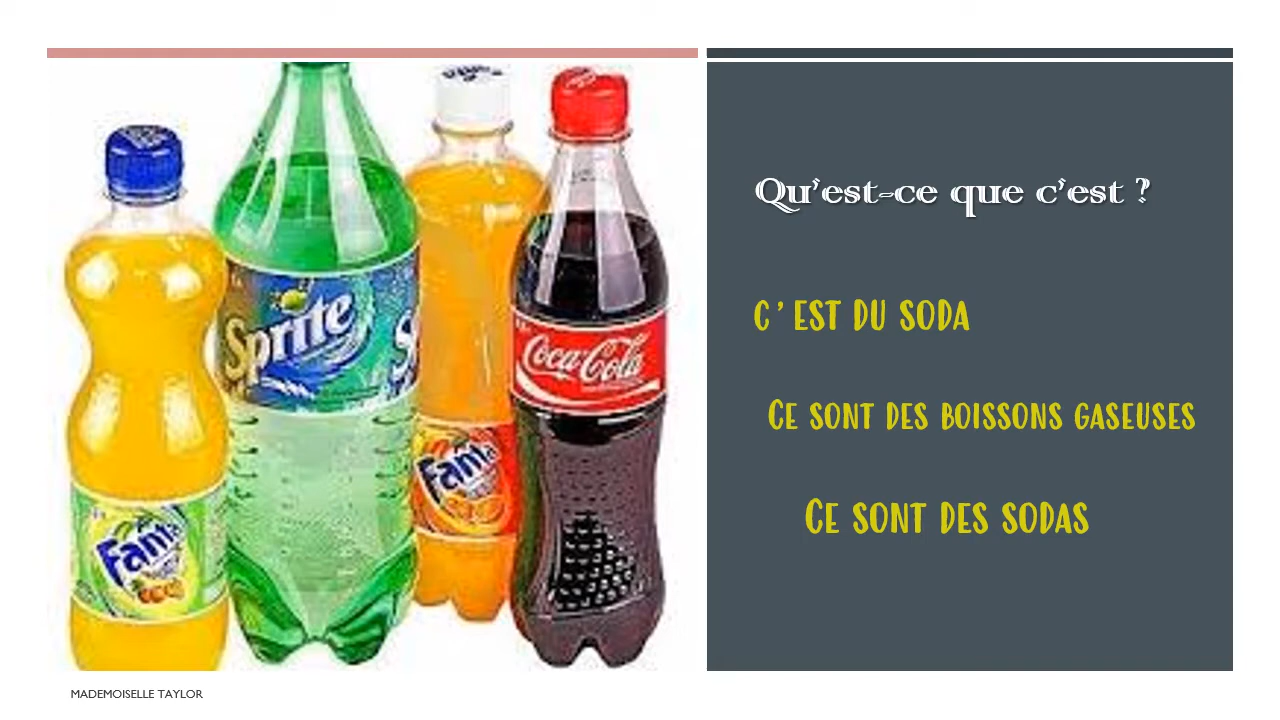 Qu'est-ce que c'est ?
C'EST DU SODA
CE SONT DES BOISSONS GASEUSES
CE SONT DES SODAS
Fanta
Sprite
Fanta
Coca-Cola
MADEMOISELLE TAYLOR